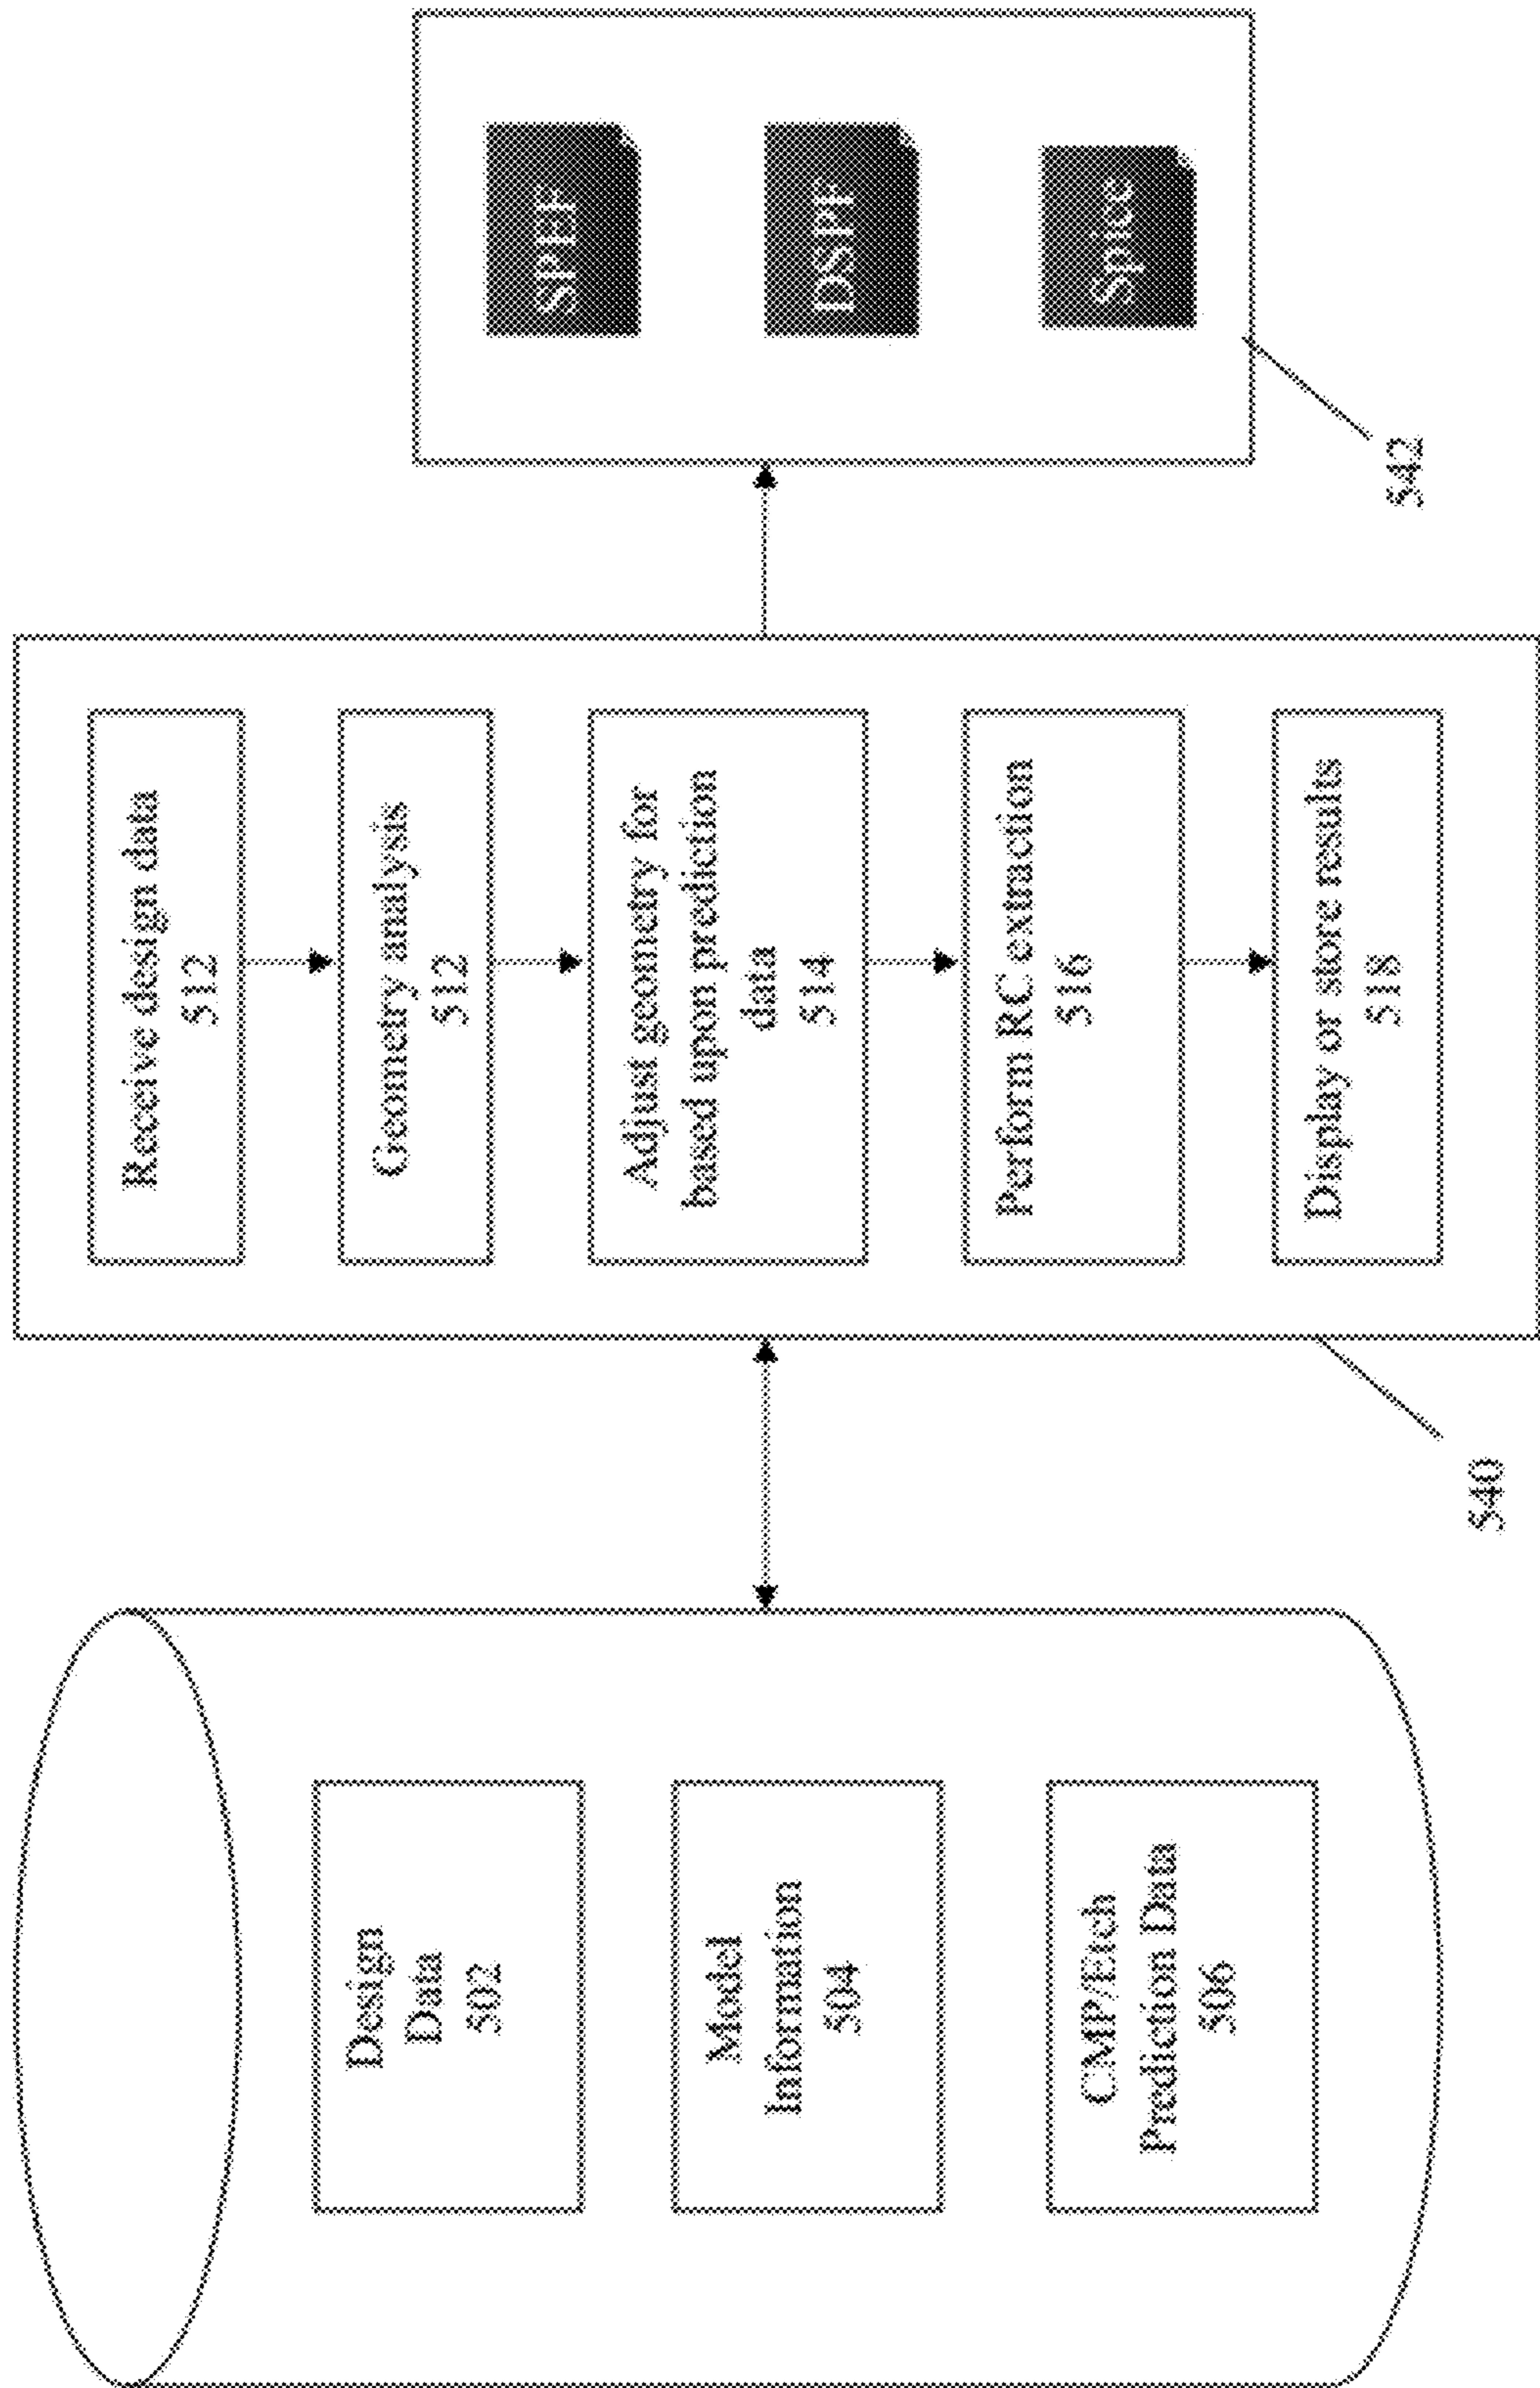 Design
Data
502
Model
Information
504
CMP/Etch
Prediction Data
506
Receive design data
512
Geometry analysis
512
Adjust geometry for
based upon prediction
data
514
Perform RC extraction
516
Display or store results
518
540
SPEF
DSPF
Spice
542